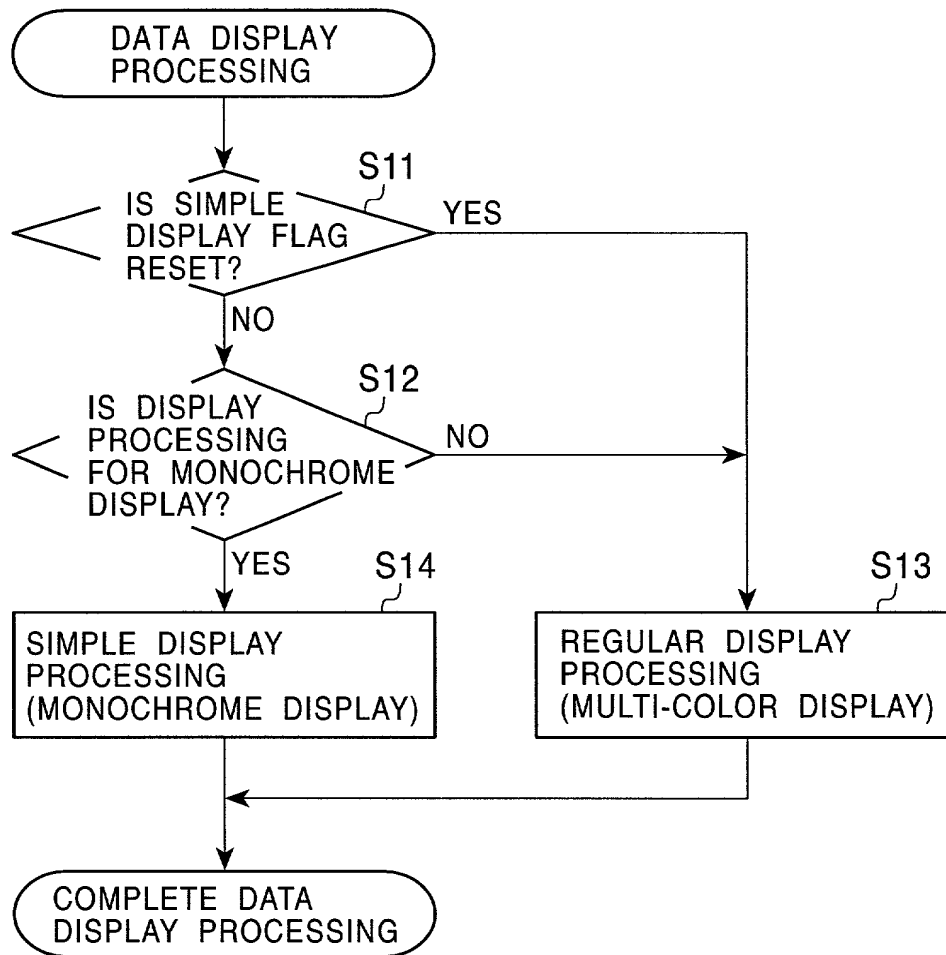 DATA DISPLAY
PROCESSING
S11
IS SIMPLE
DISPLAY FLAG
RESET?
YES
NO
S12
IS DISPLAY
PROCESSING
FOR MONOCHROME
DISPLAY?
NO
YES
S14
SIMPLE DISPLAY
PROCESSING
(MONOCHROME DISPLAY)
S13
REGULAR DISPLAY
PROCESSING
(MULTI-COLOR DISPLAY)
COMPLETE DATA
DISPLAY PROCESSING